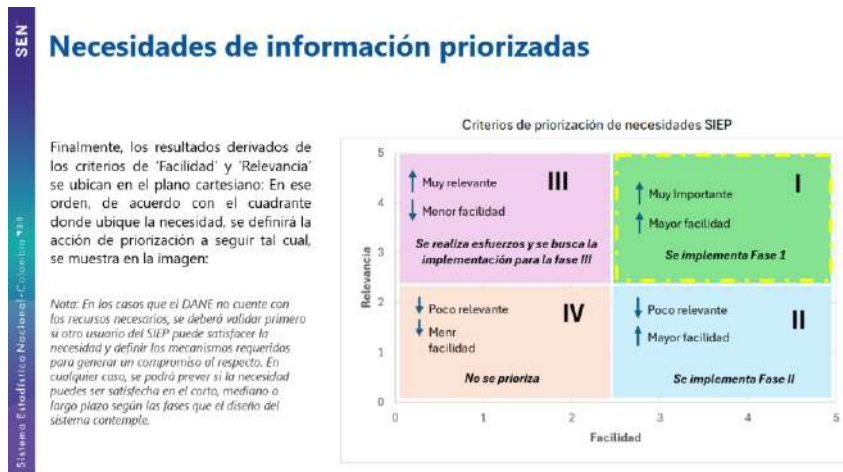 SEN
Necesidades de información priorizadas
Finalmente, los resultados derivados de
los criterios de 'Facilidad' y 'Relevancia'
se ubican en el plano cartesiano: En ese
orden, de acuerdo con el cuadrante
donde ubique la necesidad, se definirá la
acción de priorización a seguir tal cual,
se muestra en la imagen:
Nota: En los casos que el DANE no cuente con
los recursos necesarios, se deberá validar primero
si otro usuario del SIEP puede satisfacer la
necesidad y definir los mecanismos requeridos
para generar un compromiso al respecto. En
cualquier caso, se podrá prever si la necesidad
puedes ser satisfecha en el corto, mediano o
largo plazo según las fases que el diseño del
sistema contemple.
Sistema Estadístico Nacional - Colombia
Criterios de priorización de necesidades SIEP
Relevancia
5
4
3
2
1
0
Muy relevante
III
Menor facilidad
Se realiza esfuerzos y se busca la
implementación para la fase III
I
Muy Importante
Mayor facilidad
Se implementa Fase 1
Poco relevante
IV
Menr
facilidad
No se prioriza
Poco relevante
II
Mayor facilidad
Se implementa Fase II
0 1 2 3 4 5
Facilidad